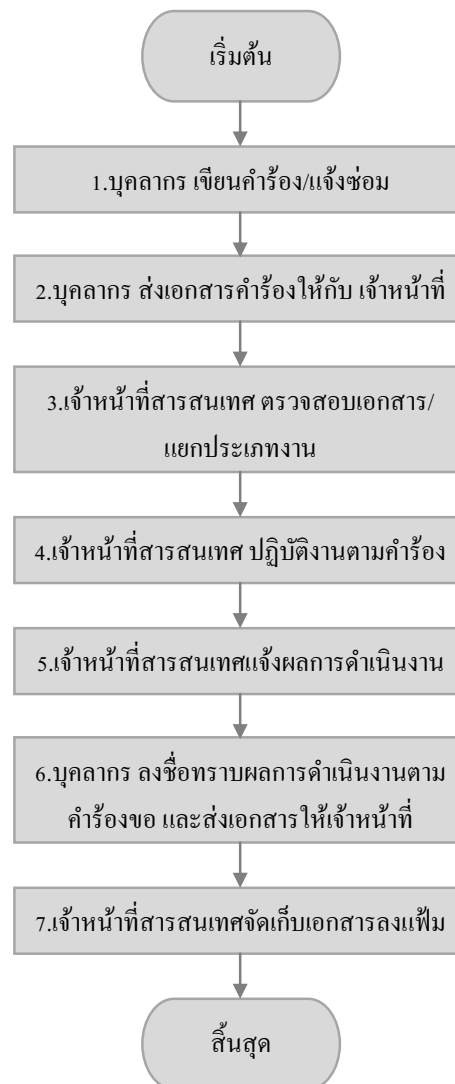 เริ่มต้น
1.บุคลากร เขียนคำร้อง/แจ้งซ่อม
2.บุคลากร ส่งเอกสารคำร้องให้กับ เจ้าหน้าที่
3.เจ้าหน้าที่สารสนเทศ ตรวจสอบเอกสาร/
แยกประเภทงาน
4.เจ้าหน้าที่สารสนเทศ ปฏิบัติงานตามคำร้อง
5.เจ้าหน้าที่สารสนเทศแจ้งผลการดำเนินงาน
6.บุคลากร ลงชื่อทราบผลการดำเนินงานตาม
คำร้องขอ และส่งเอกสารให้เจ้าหน้าที่
7.เจ้าหน้าที่สารสนเทศจัดเก็บเอกสารลงแฟ้ม
สิ้นสุด